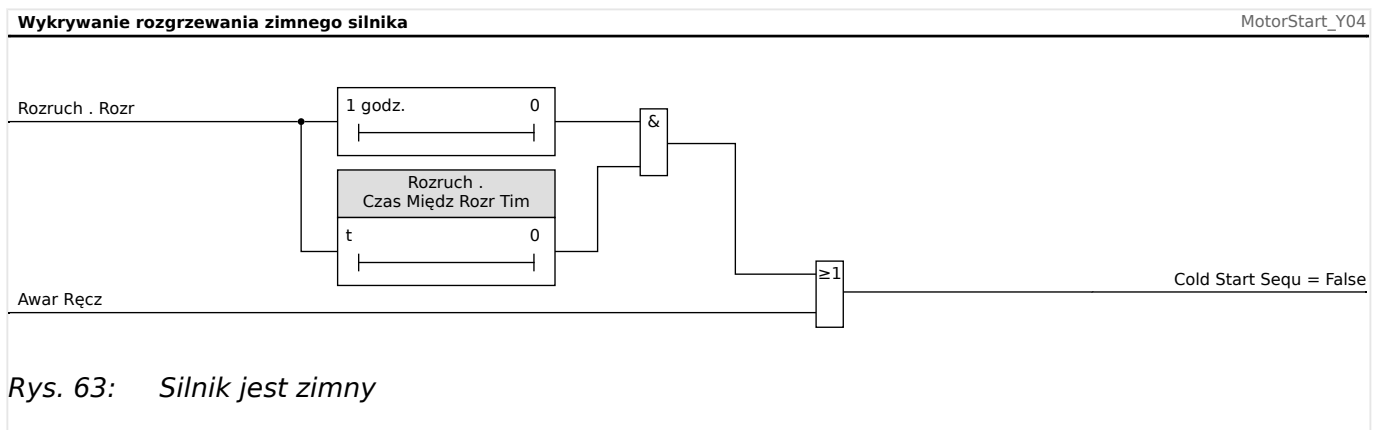 Wykrywanie rozgrzewania zimnego silnika
MotorStart_Y04
Rozruch . Rozr
1 godz. 0
&
Rozruch .
Czas Międz Rozr Tim
t 0
≥1
Cold Start Sequ = False
Awar Ręcz
Rys. 63: Silnik jest zimny